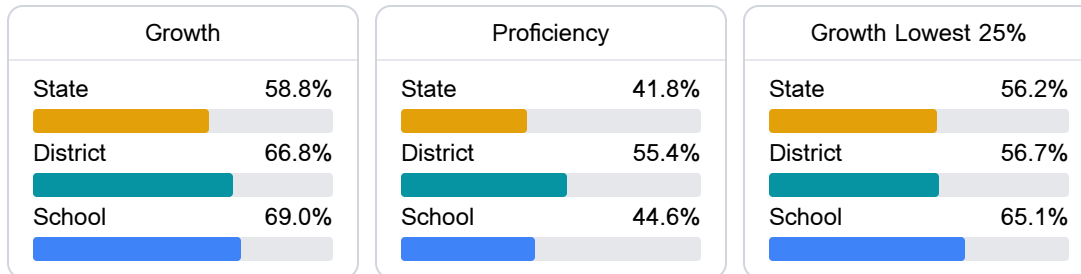 Growth
State 58.8%
District 66.8%
School 69.0%
Proficiency
State 41.8%
District 55.4%
School 44.6%
Growth Lowest 25%
State 56.2%
District 56.7%
School 65.1%